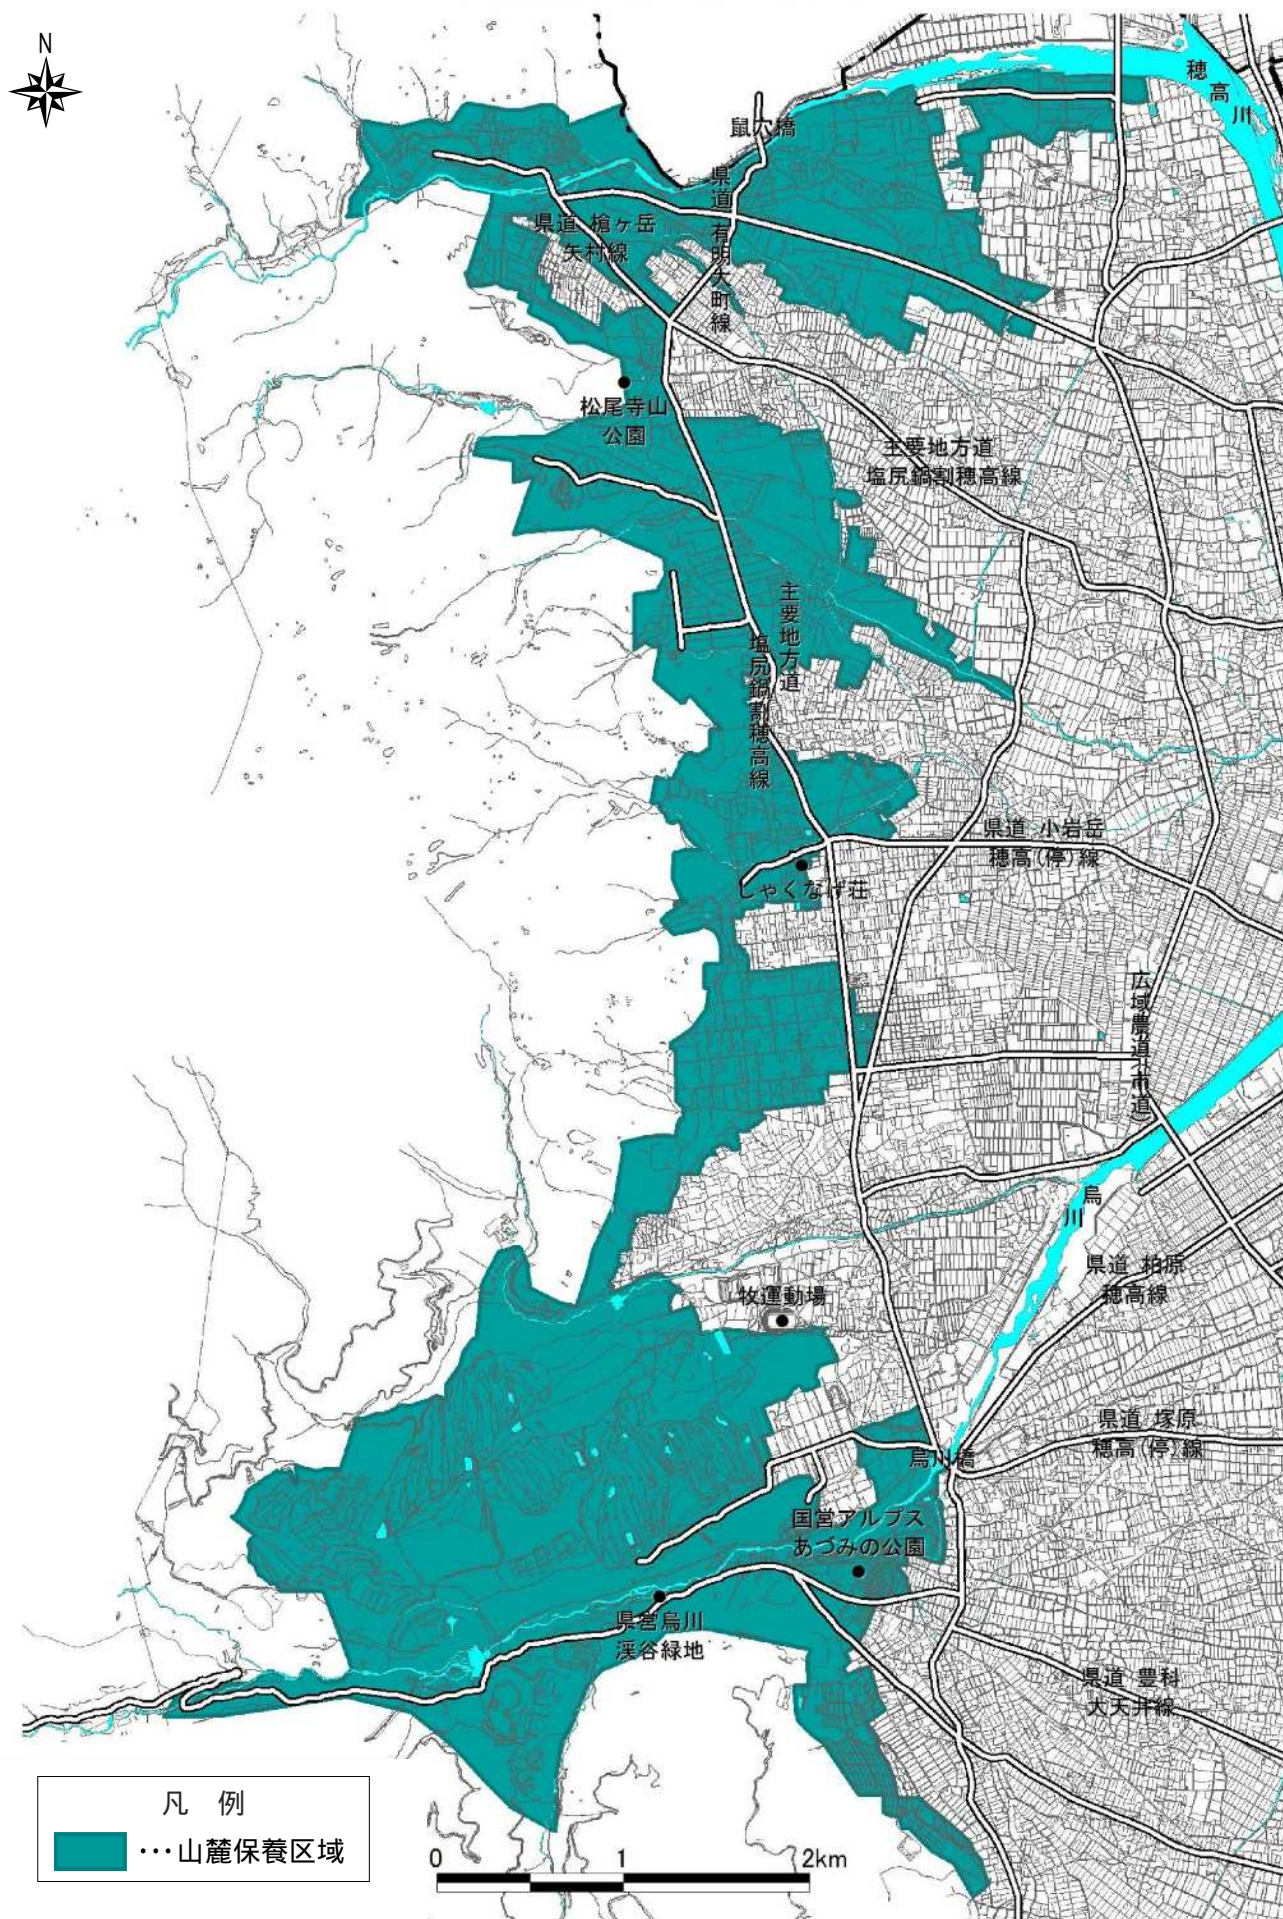 N
穂高川
鼠穴橋
県道 有明大町線
県道 槍ヶ岳
矢村線
松尾寺山
公園
主要地方道
塩尻鍋割穂高線
主要地方道
塩尻鍋割穂高線
県道 小岩岳
穂高(停)線
しゃくなげ荘
広域農道(市道)
烏川
県道 柏原
穂高線
牧運動場
県道 塚原
穂高(停)線
烏川橋
国営アルプス
あづみの公園
県営烏川
渓谷緑地
県道 豊科
大天井線
凡 例
･･･山麓保養区域
0 1 2km